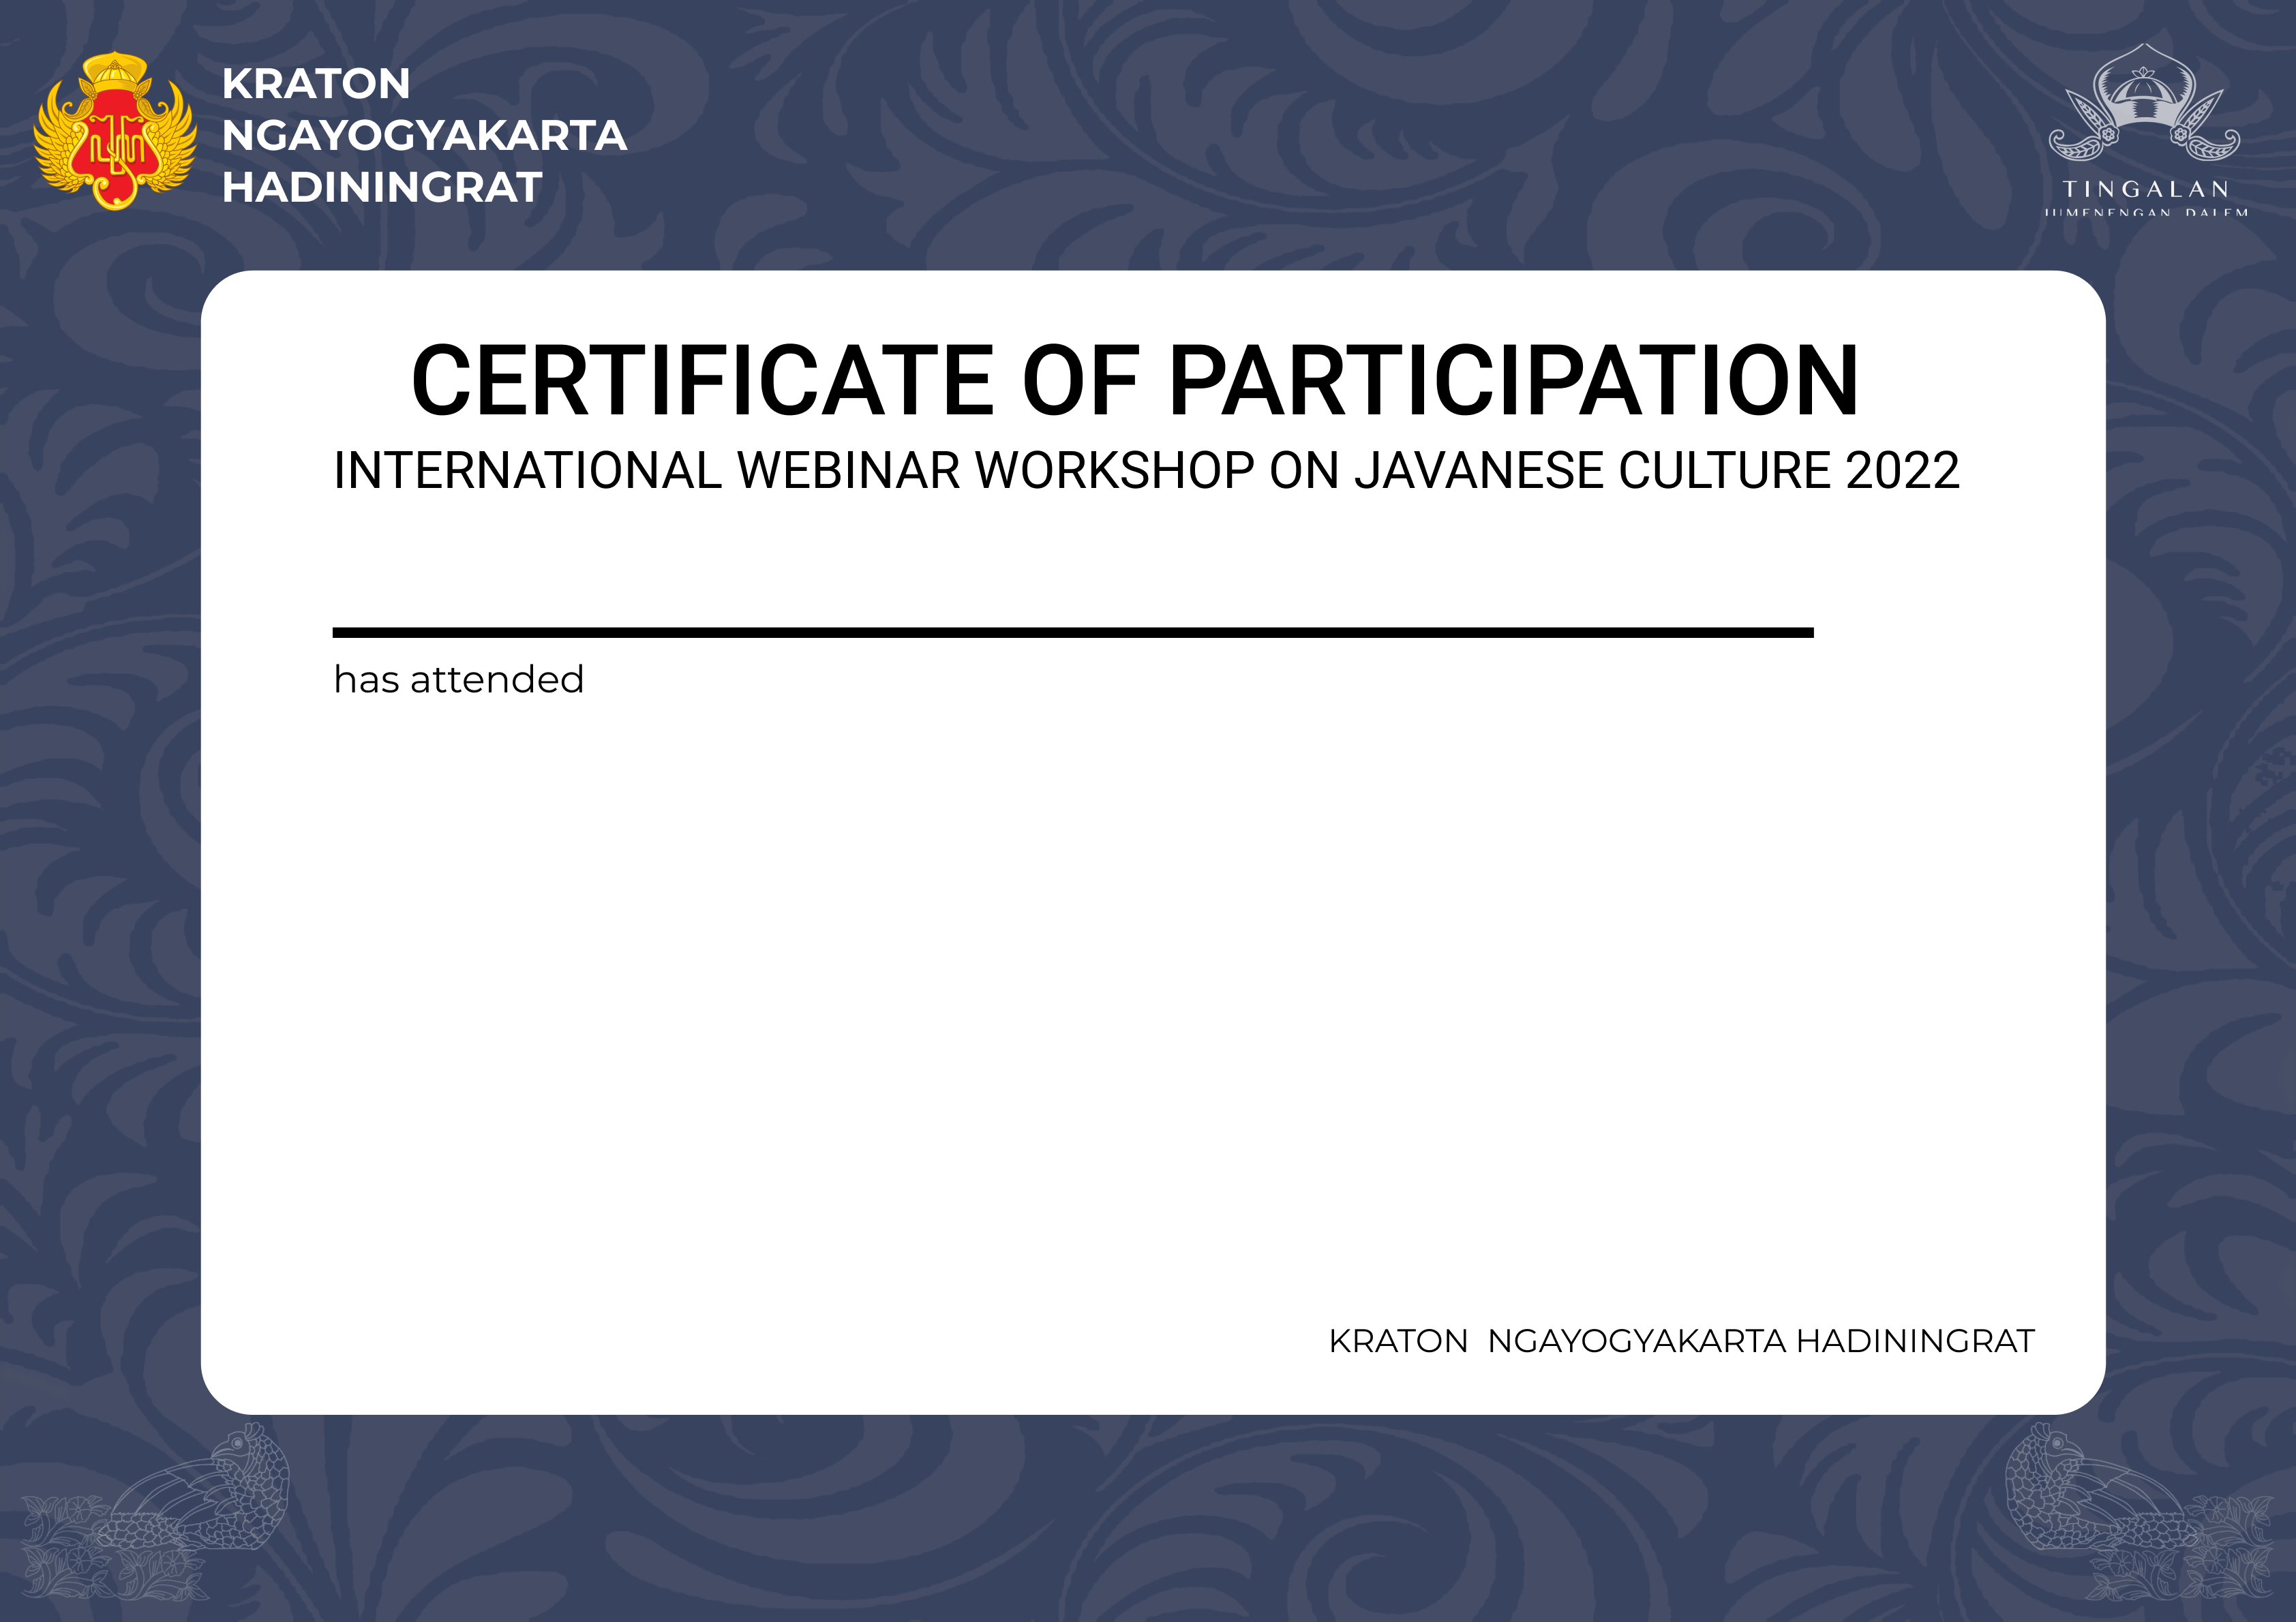 KRATON
NGAYOGYAKARTA
HADININGRAT
TINGALAN
JUMENENGAN DALEM
CERTIFICATE OF PARTICIPATION
INTERNATIONAL WEBINAR WORKSHOP ON JAVANESE CULTURE 2022
has attended
KRATON  NGAYOGYAKARTA HADININGRAT